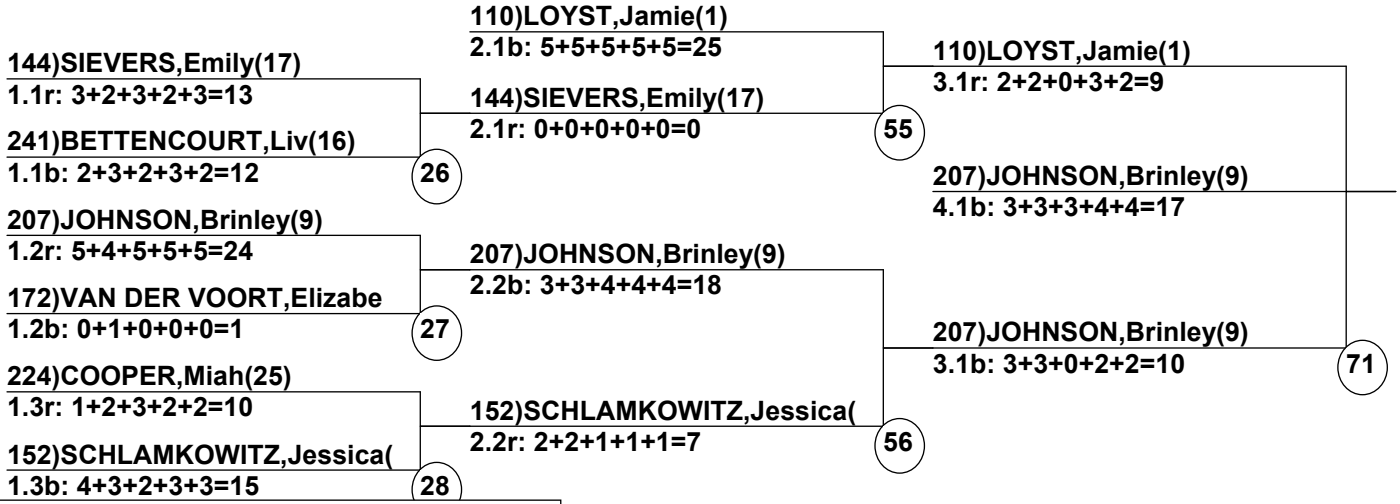 144)SIEVERS,Emily(17)
1.1r: 3+2+3+2+3=13
241)BETTENCOURT,Liv(16)
1.1b: 2+3+2+3+2=12
26
207)JOHNSON,Brinley(9)
1.2r: 5+4+5+5+5=24
172)VAN DER VOORT,Elizabe
1.2b: 0+1+0+0+0=1
27
224)COOPER,Miah(25)
1.3r: 1+2+3+2+2=10
152)SCHLAMKOWITZ,Jessica(
1.3b: 4+3+2+3+3=15
28
110)LOYST,Jamie(1)
2.1b: 5+5+5+5+5=25
144)SIEVERS,Emily(17)
2.1r: 0+0+0+0+0=0
55
207)JOHNSON,Brinley(9)
2.2b: 3+3+4+4+4=18
152)SCHLAMKOWITZ,Jessica(
2.2r: 2+2+1+1+1=7
56
110)LOYST,Jamie(1)
3.1r: 2+2+0+3+2=9
207)JOHNSON,Brinley(9)
4.1b: 3+3+3+4+4=17
207)JOHNSON,Brinley(9)
3.1b: 3+3+0+2+2=10
71